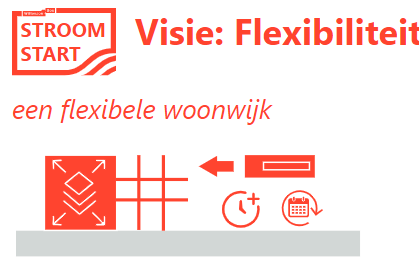 STROOM
START
Visie: Flexibiliteit
een flexibele woonwijk